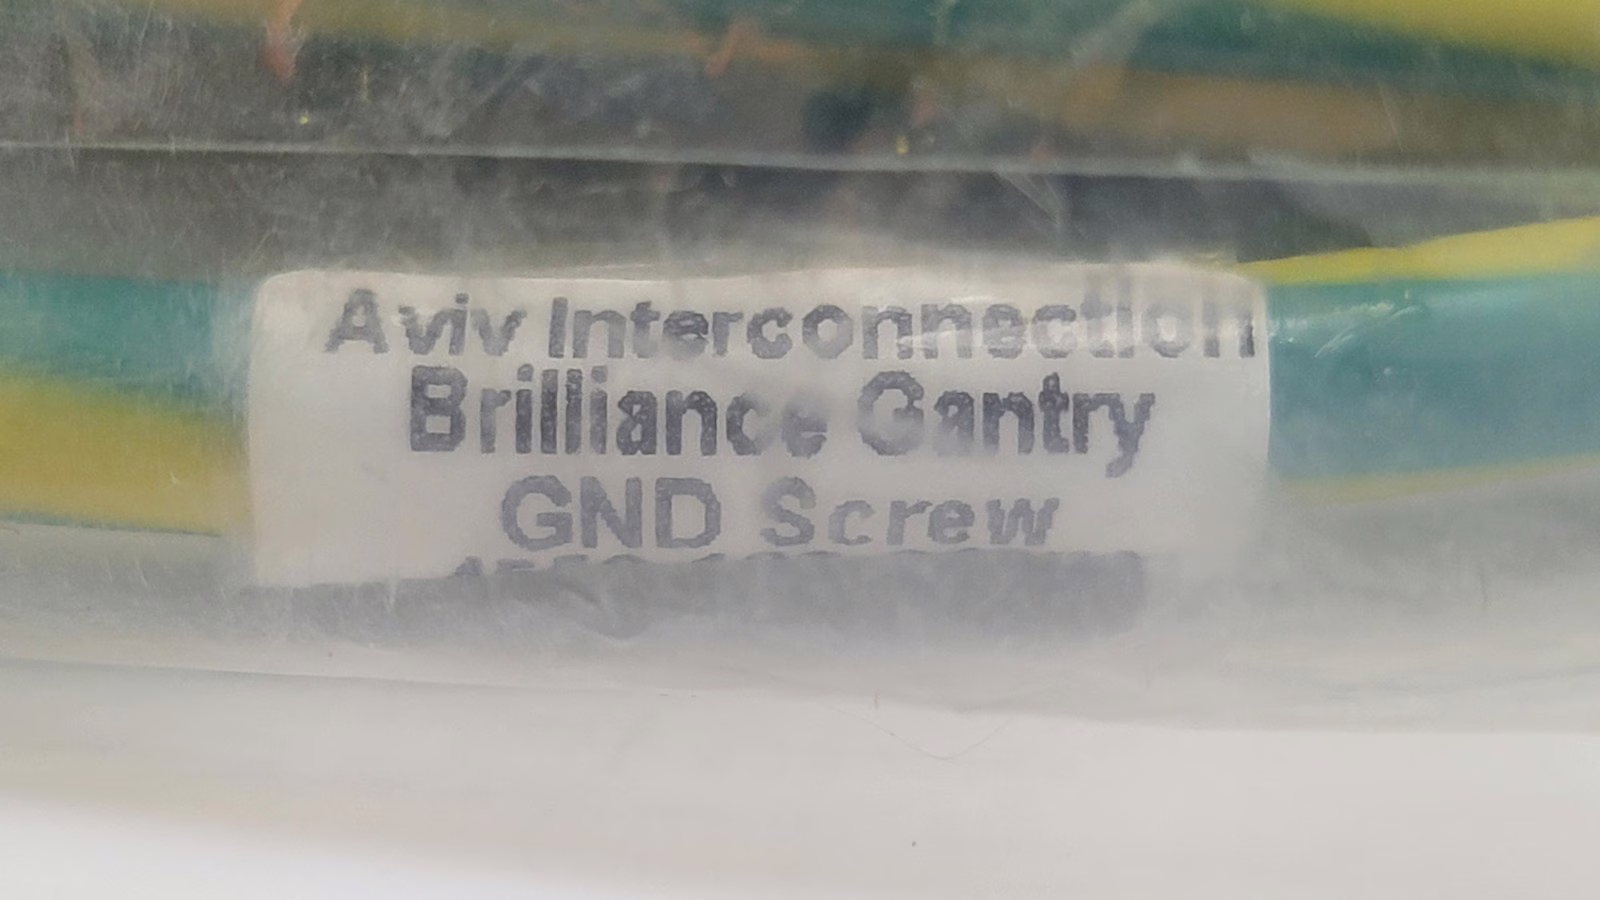 Aviv Interconnection
Brilliance Gantry
GND Screw